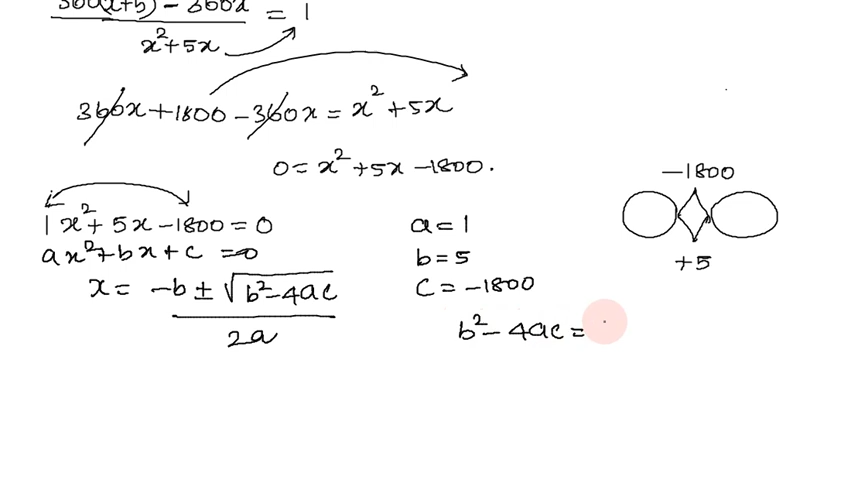 360(x+5) - 360x
───────────── = 1
x² + 5x
360x + 1800 - 360x = x² + 5x
0 = x² + 5x - 1800.
1x² + 5x - 1800 = 0
ax² + bx + c = 0
x = -b ± √b² - 4ac
───────────
2a
a = 1
b = 5
c = -1800
b² - 4ac =
-1800
+5